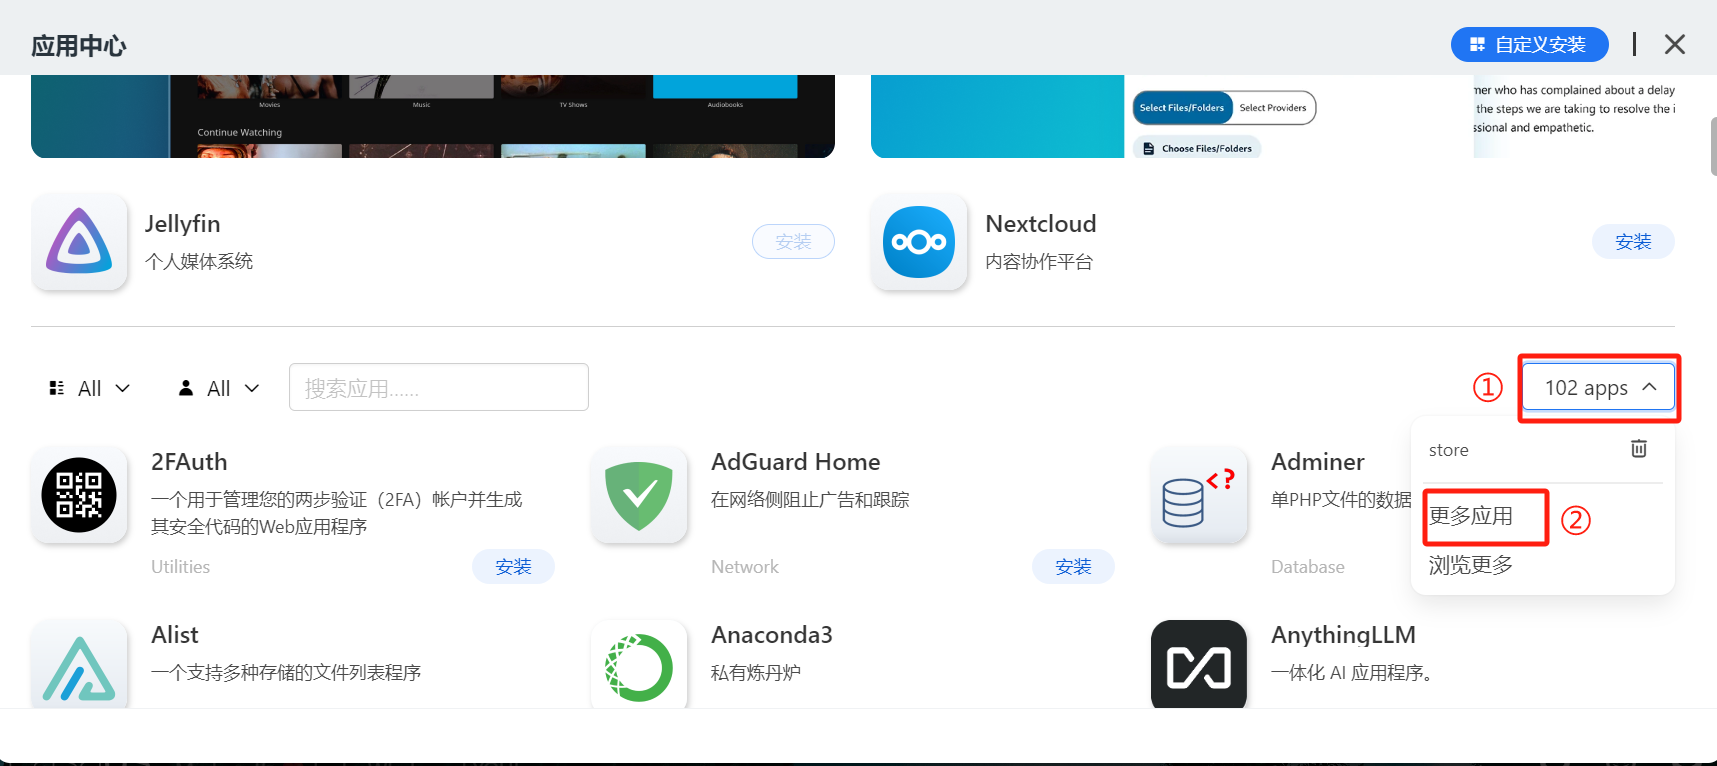 应用中心
自定义安装
Movies
Music
TV Shows
Audiobooks
Continue Watching
Select Files/Folders
Select Providers
Choose Files/Folders
mer who has complained about a delay
the steps we are taking to resolve the i
ssional and empathetic.
Jellyfin
个人媒体系统
安装
Nextcloud
内容协作平台
安装
All
All
搜索应用......
①
102 apps
store
更多应用
②
浏览更多
2FAuth
一个用于管理您的两步验证（2FA）帐户并生成
其安全代码的Web应用程序
Utilities
安装
AdGuard Home
在网络侧阻止广告和跟踪
Network
安装
Adminer
单PHP文件的数据
Database
Alist
一个支持多种存储的文件列表程序
Anaconda3
私有炼丹炉
AnythingLLM
一体化 AI 应用程序。